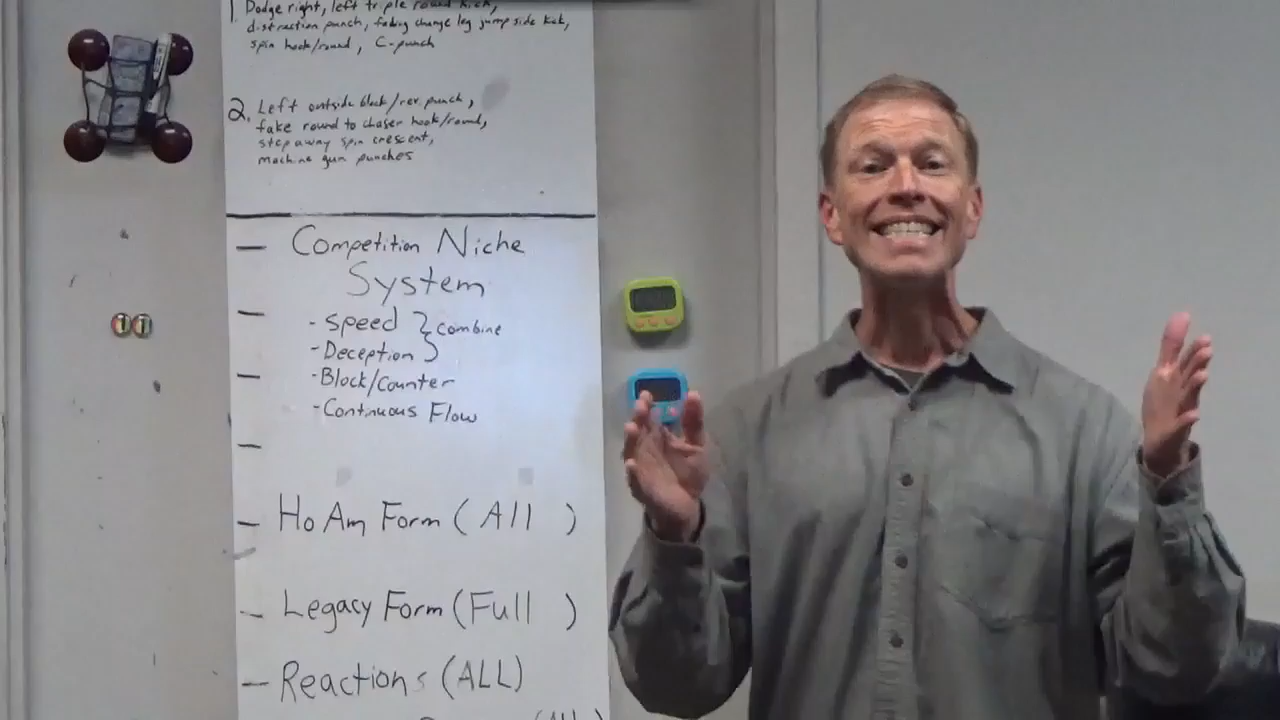 1. Dodge right, left triple round kick,
distraction punch, fading change leg jump side kick,
spin hook/round, C-punch
2. Left outside block/rev. punch,
fake round to chaser hook/round,
step away spin crescent,
machine gun punches
- Competition Niche
System
- Speed } combine
- Deception }
- Block/Counter
- Continuous Flow
- Ho Am Form (All )
- Legacy Form (Full )
- Reactions (ALL)
(ALL)